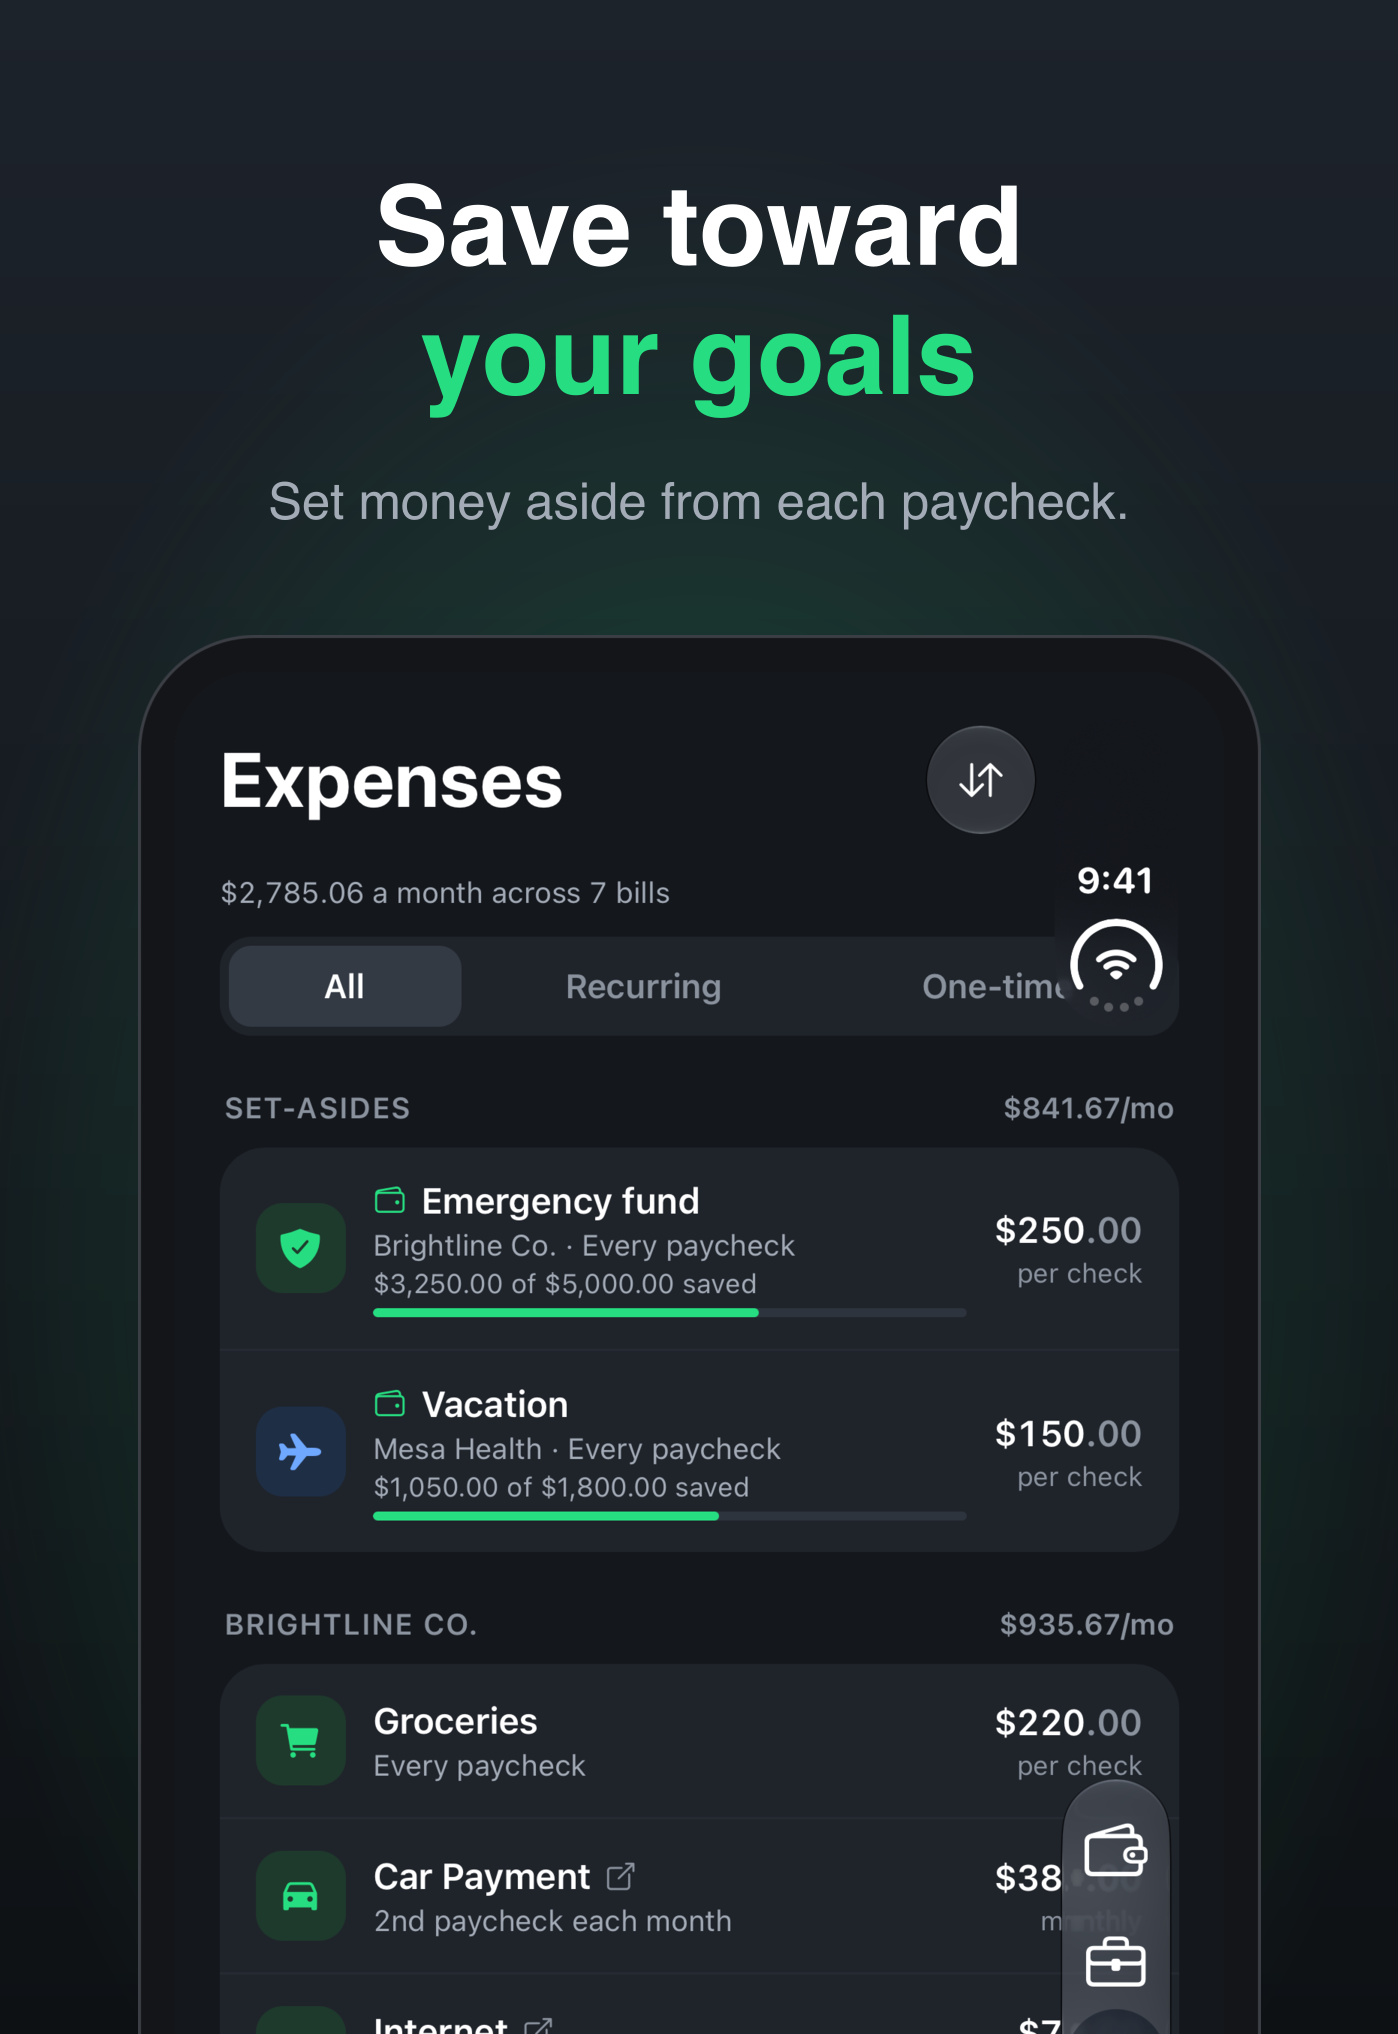 Save toward
your goals
Set money aside from each paycheck.
Expenses
$2,785.06 a month across 7 bills
9:41
All
Recurring
One-time
SET-ASIDES
$841.67/mo
Emergency fund
$250.00
Brightline Co. · Every paycheck
per check
$3,250.00 of $5,000.00 saved
Vacation
$150.00
Mesa Health · Every paycheck
per check
$1,050.00 of $1,800.00 saved
BRIGHTLINE CO.
$935.67/mo
Groceries
$220.00
Every paycheck
per check
Car Payment
2nd paycheck each month
monthly
Internet